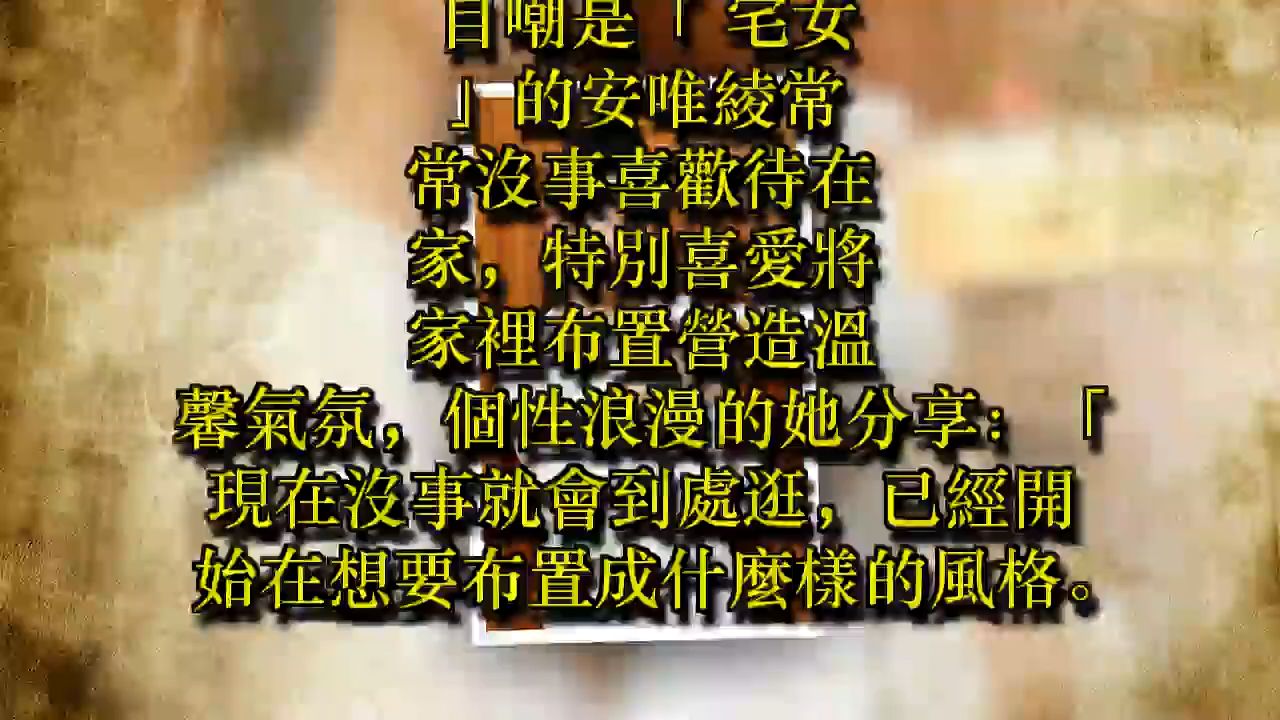 自嘲是「宅女
」的安唯綾常
常沒事喜歡待在
家，特別喜愛將
家裡布置營造溫
馨氣氛，個性浪漫的她分享：「
現在沒事就會到處逛，已經開
始在想要布置成什麼樣的風格。